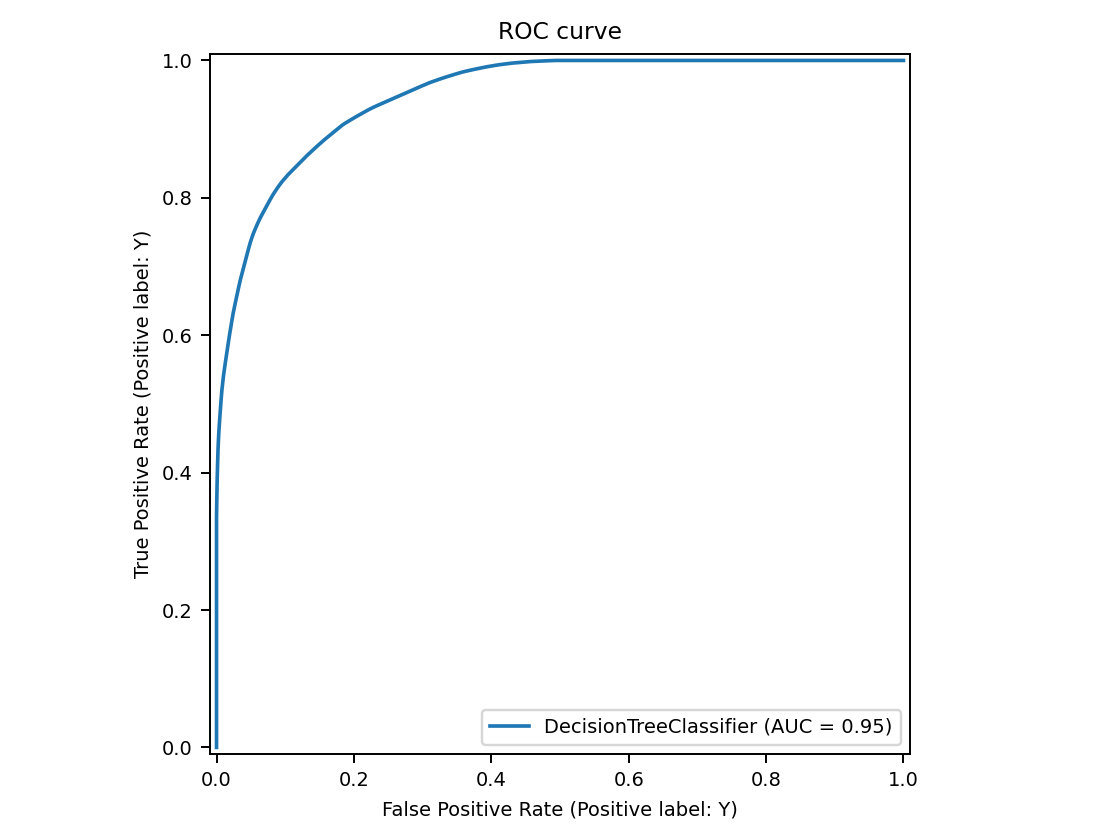 ROC curve
1.0
0.8
0.6
0.4
0.2
0.0
True Positive Rate (Positive label: Y)
DecisionTreeClassifier (AUC = 0.95)
0.0 0.2 0.4 0.6 0.8 1.0
False Positive Rate (Positive label: Y)